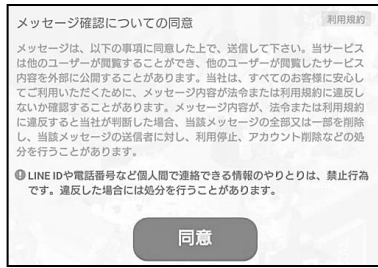 メッセージ確認についての同意
利用規約
メッセージは、以下の事項に同意した上で、送信して下さい。当サービス
は他のユーザーが閲覧することができ、他のユーザーが閲覧したサービス
内容を外部に公開することがあります。当社は、すべてのお客様に安心し
てご利用いただくために、メッセージ内容が法令または利用規約に違反し
ないか確認することがあります。メッセージ内容が、法令または利用規約
に違反すると当社が判断した場合、当該メッセージの全部又は一部を削除
し、当該メッセージの送信者に対し、利用停止、アカウント削除などの処
分を行うことがあります。
LINE IDや電話番号など個人間で連絡できる情報のやりとりは、禁止行為
です。違反した場合には処分を行うことがあります。
同意